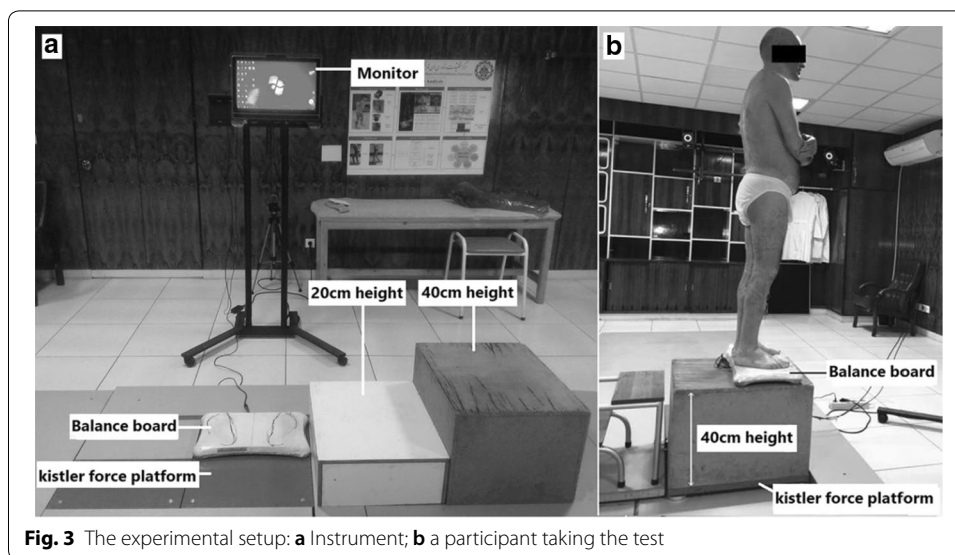 a
Monitor
20cm height
40cm height
Balance board
kistler force platform
b
Balance board
40cm height
kistler force platform
Fig. 3 The experimental setup: a Instrument; b a participant taking the test